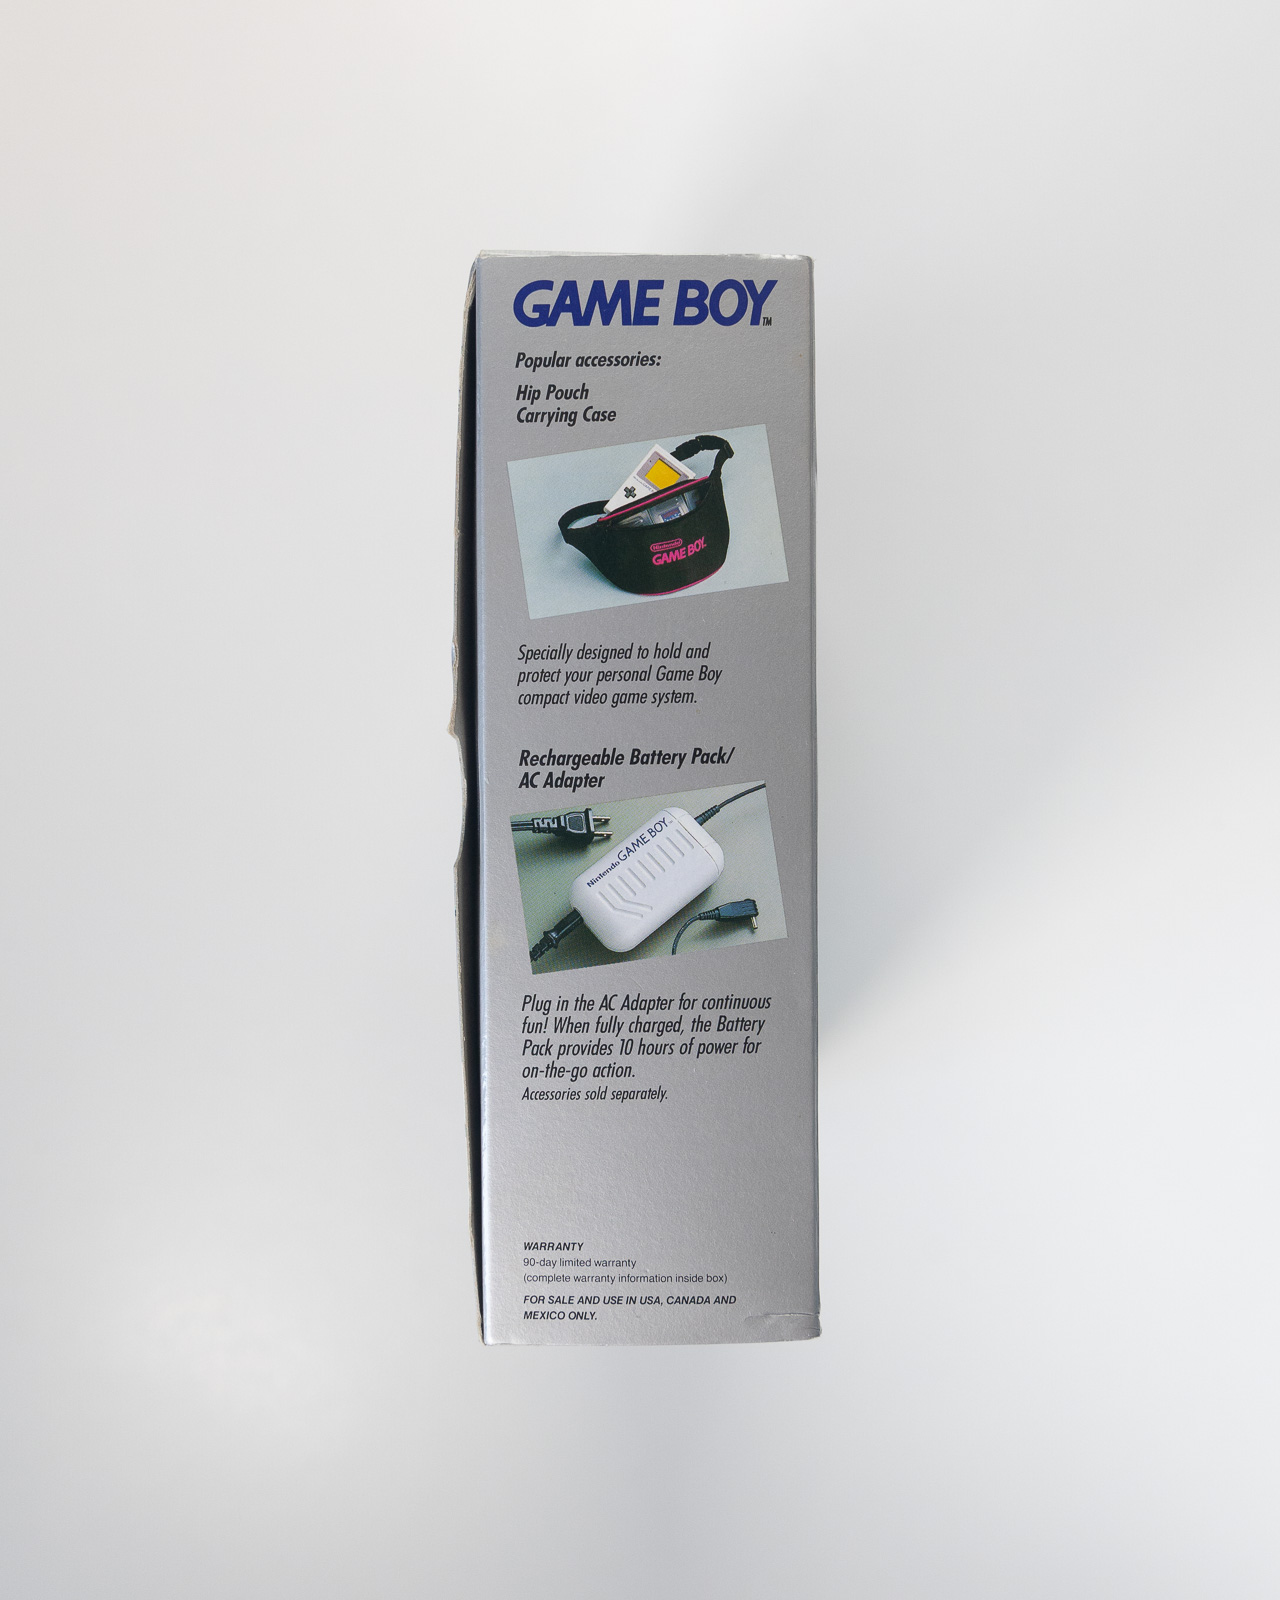 GAME BOY™
Popular accessories:
Hip Pouch
Carrying Case
Nintendo
GAME BOY™
Specially designed to hold and
protect your personal Game Boy
compact video game system.
Rechargeable Battery Pack/
AC Adapter
Nintendo GAME BOY™
Plug in the AC Adapter for continuous
fun! When fully charged, the Battery
Pack provides 10 hours of power for
on-the-go action.
Accessories sold separately.
WARRANTY
90-day limited warranty
(complete warranty information inside box)
FOR SALE AND USE IN USA, CANADA AND
MEXICO ONLY.